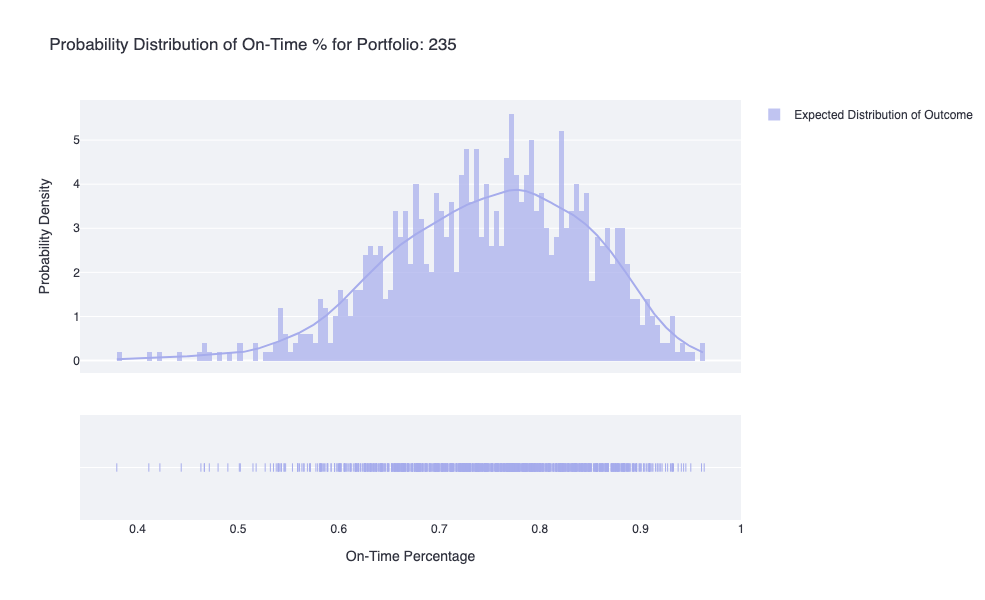 Probability Distribution of On-Time % for Portfolio: 235
Expected Distribution of Outcome
Probability Density
5
4
3
2
1
0
0.4 0.5 0.6 0.7 0.8 0.9 1
On-Time Percentage